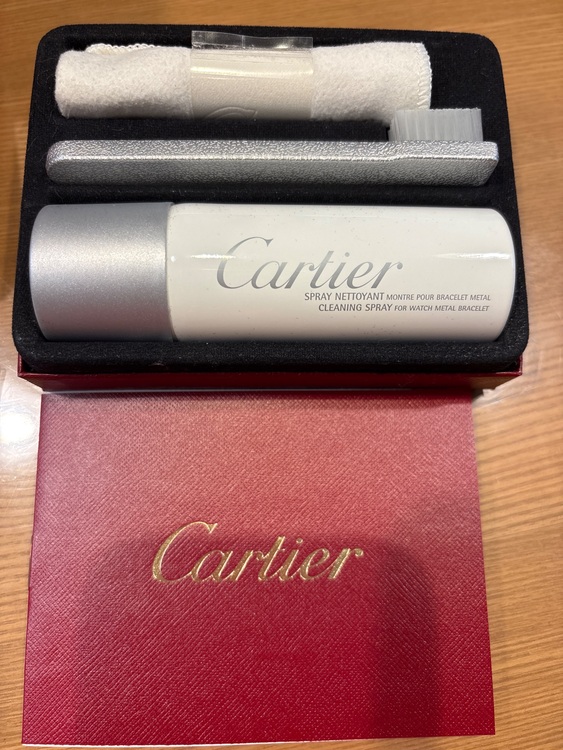 Cartier
SPRAY NETTOYANT MONTRE POUR BRACELET METAL
CLEANING SPRAY FOR WATCH METAL BRACELET
Cartier